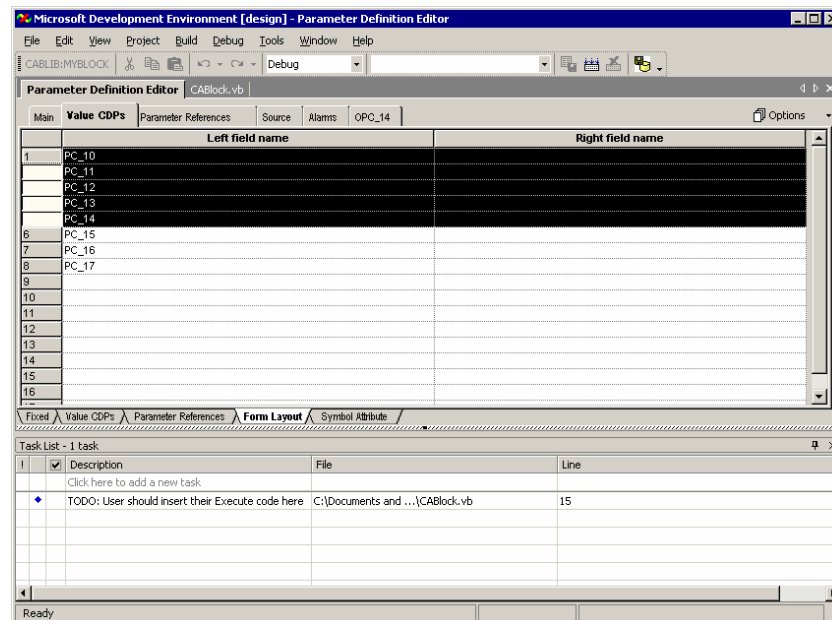 Microsoft Development Environment [design] - Parameter Definition Editor
File Edit View Project Build Debug Tools Window Help
CABLIB:MYBLOCK Debug
Parameter Definition Editor CABlock.vb
Main Value CDPs Parameter References Source Alarms OPC_14 Options
Left field name Right field name
1 PC_10
PC_11
PC_12
PC_13
PC_14
6 PC_15
7 PC_16
8 PC_17
9
10
11
12
13
14
15
16
Fixed Value CDPs Parameter References Form Layout Symbol Attribute
Task List - 1 task
! Description File Line
Click here to add a new task
TODO: User should insert their Execute code here C:\Documents and ...\CABlock.vb 15
Ready